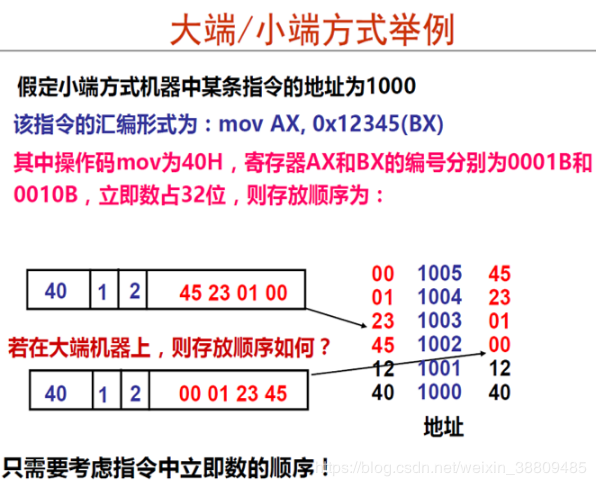 大端/小端方式举例
假定小端方式机器中某条指令的地址为1000
该指令的汇编形式为：mov AX, 0x12345(BX)
其中操作码mov为40H，寄存器AX和BX的编号分别为0001B和
0010B，立即数占32位，则存放顺序为：
40 1 2 45 23 01 00
若在大端机器上，则存放顺序如何？
40 1 2 00 01 23 45
00 1005 45
01 1004 23
23 1003 01
45 1002 00
12 1001 12
40 1000 40
地址
只需要考虑指令中立即数的顺序！
https://blog.csdn.net/weixin_38809485